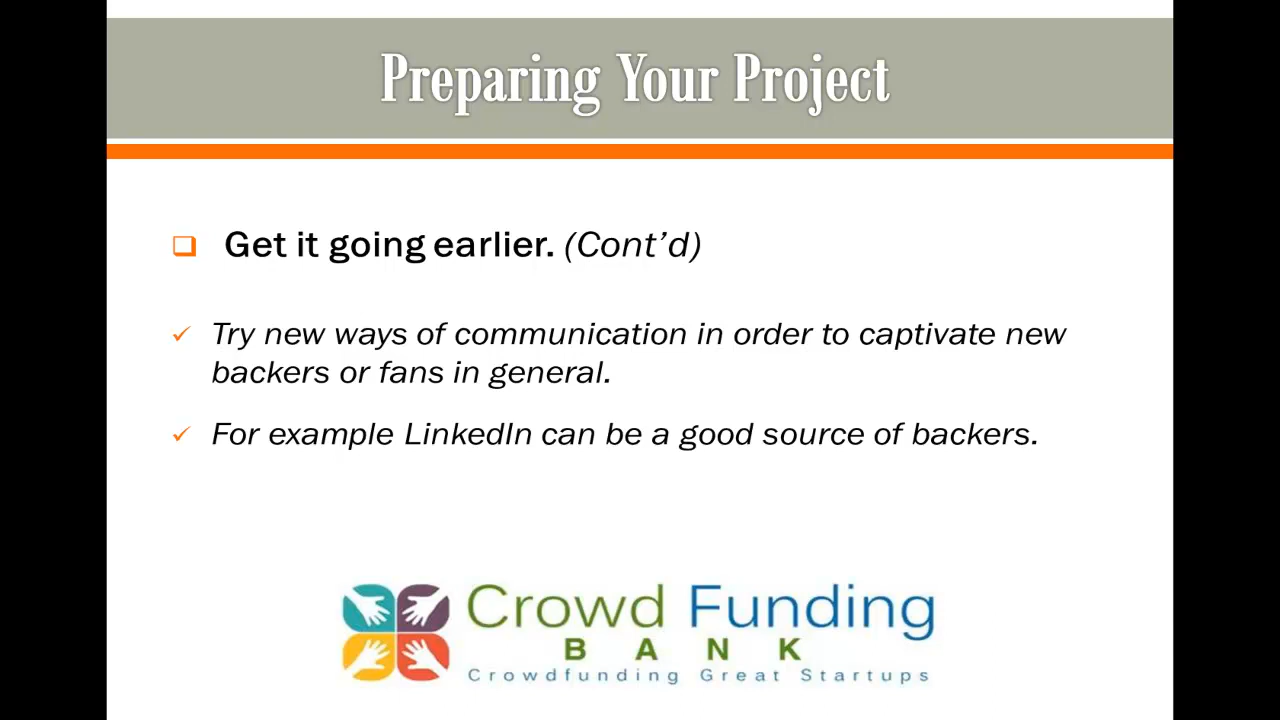 Preparing Your Project
Get it going earlier. (Cont’d)
Try new ways of communication in order to captivate new
backers or fans in general.
For example LinkedIn can be a good source of backers.
Crowd Funding
BANK
Crowdfunding Great Startups